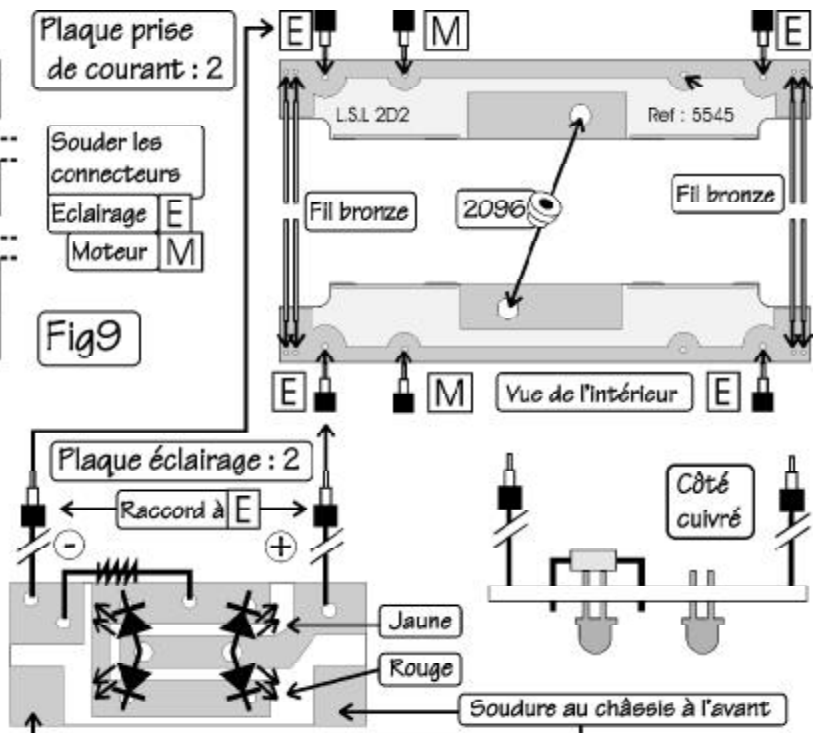 Plaque prise
de courant : 2
E
M
E
L.S.L 2D2
Ref : 5545
Souder les
connecteurs
Eclairage E
Moteur M
Fil bronze
2096
Fil bronze
Fig9
E
M
Vue de l'intérieur
E
Plaque éclairage : 2
Raccord à E
-
+
Côté
cuivré
Jaune
Rouge
Soudure au châssis à l'avant